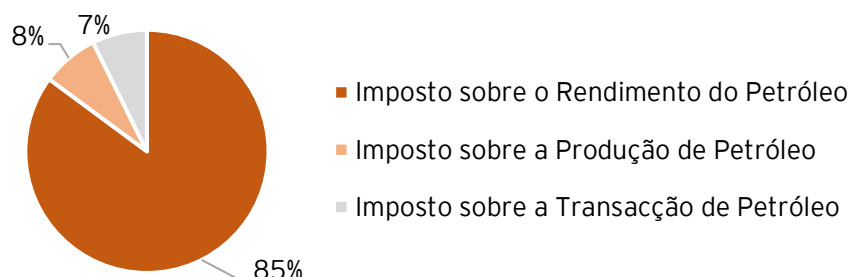 7%
8%
Imposto sobre o Rendimento do Petróleo
Imposto sobre a Produção de Petróleo
Imposto sobre a Transacção de Petróleo
85%